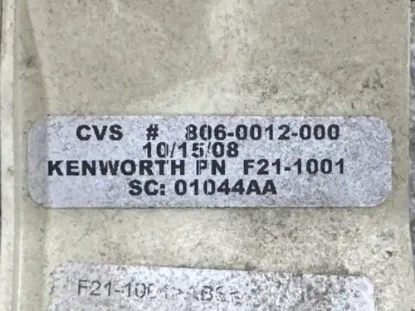 CVS # 806-0012-000
10/15/08
KENWORTH PN F21-1001
SC: 01044AA